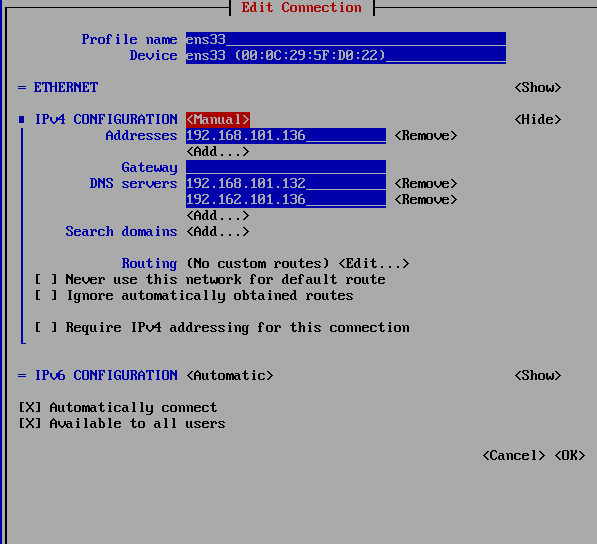 Edit Connection
Profile name ens33
Device ens33 (00:0C:29:5F:D0:22)
= ETHERNET <Show>
IPv4 CONFIGURATION <Manual> <Hide>
Addresses 192.168.101.136 <Remove>
<Add...>
Gateway
DNS servers 192.168.101.132 <Remove>
192.162.101.136 <Remove>
<Add...>
Search domains <Add...>
Routing (No custom routes) <Edit...>
[ ] Never use this network for default route
[ ] Ignore automatically obtained routes
[ ] Require IPv4 addressing for this connection
= IPv6 CONFIGURATION <Automatic> <Show>
[X] Automatically connect
[X] Available to all users
<Cancel> <OK>